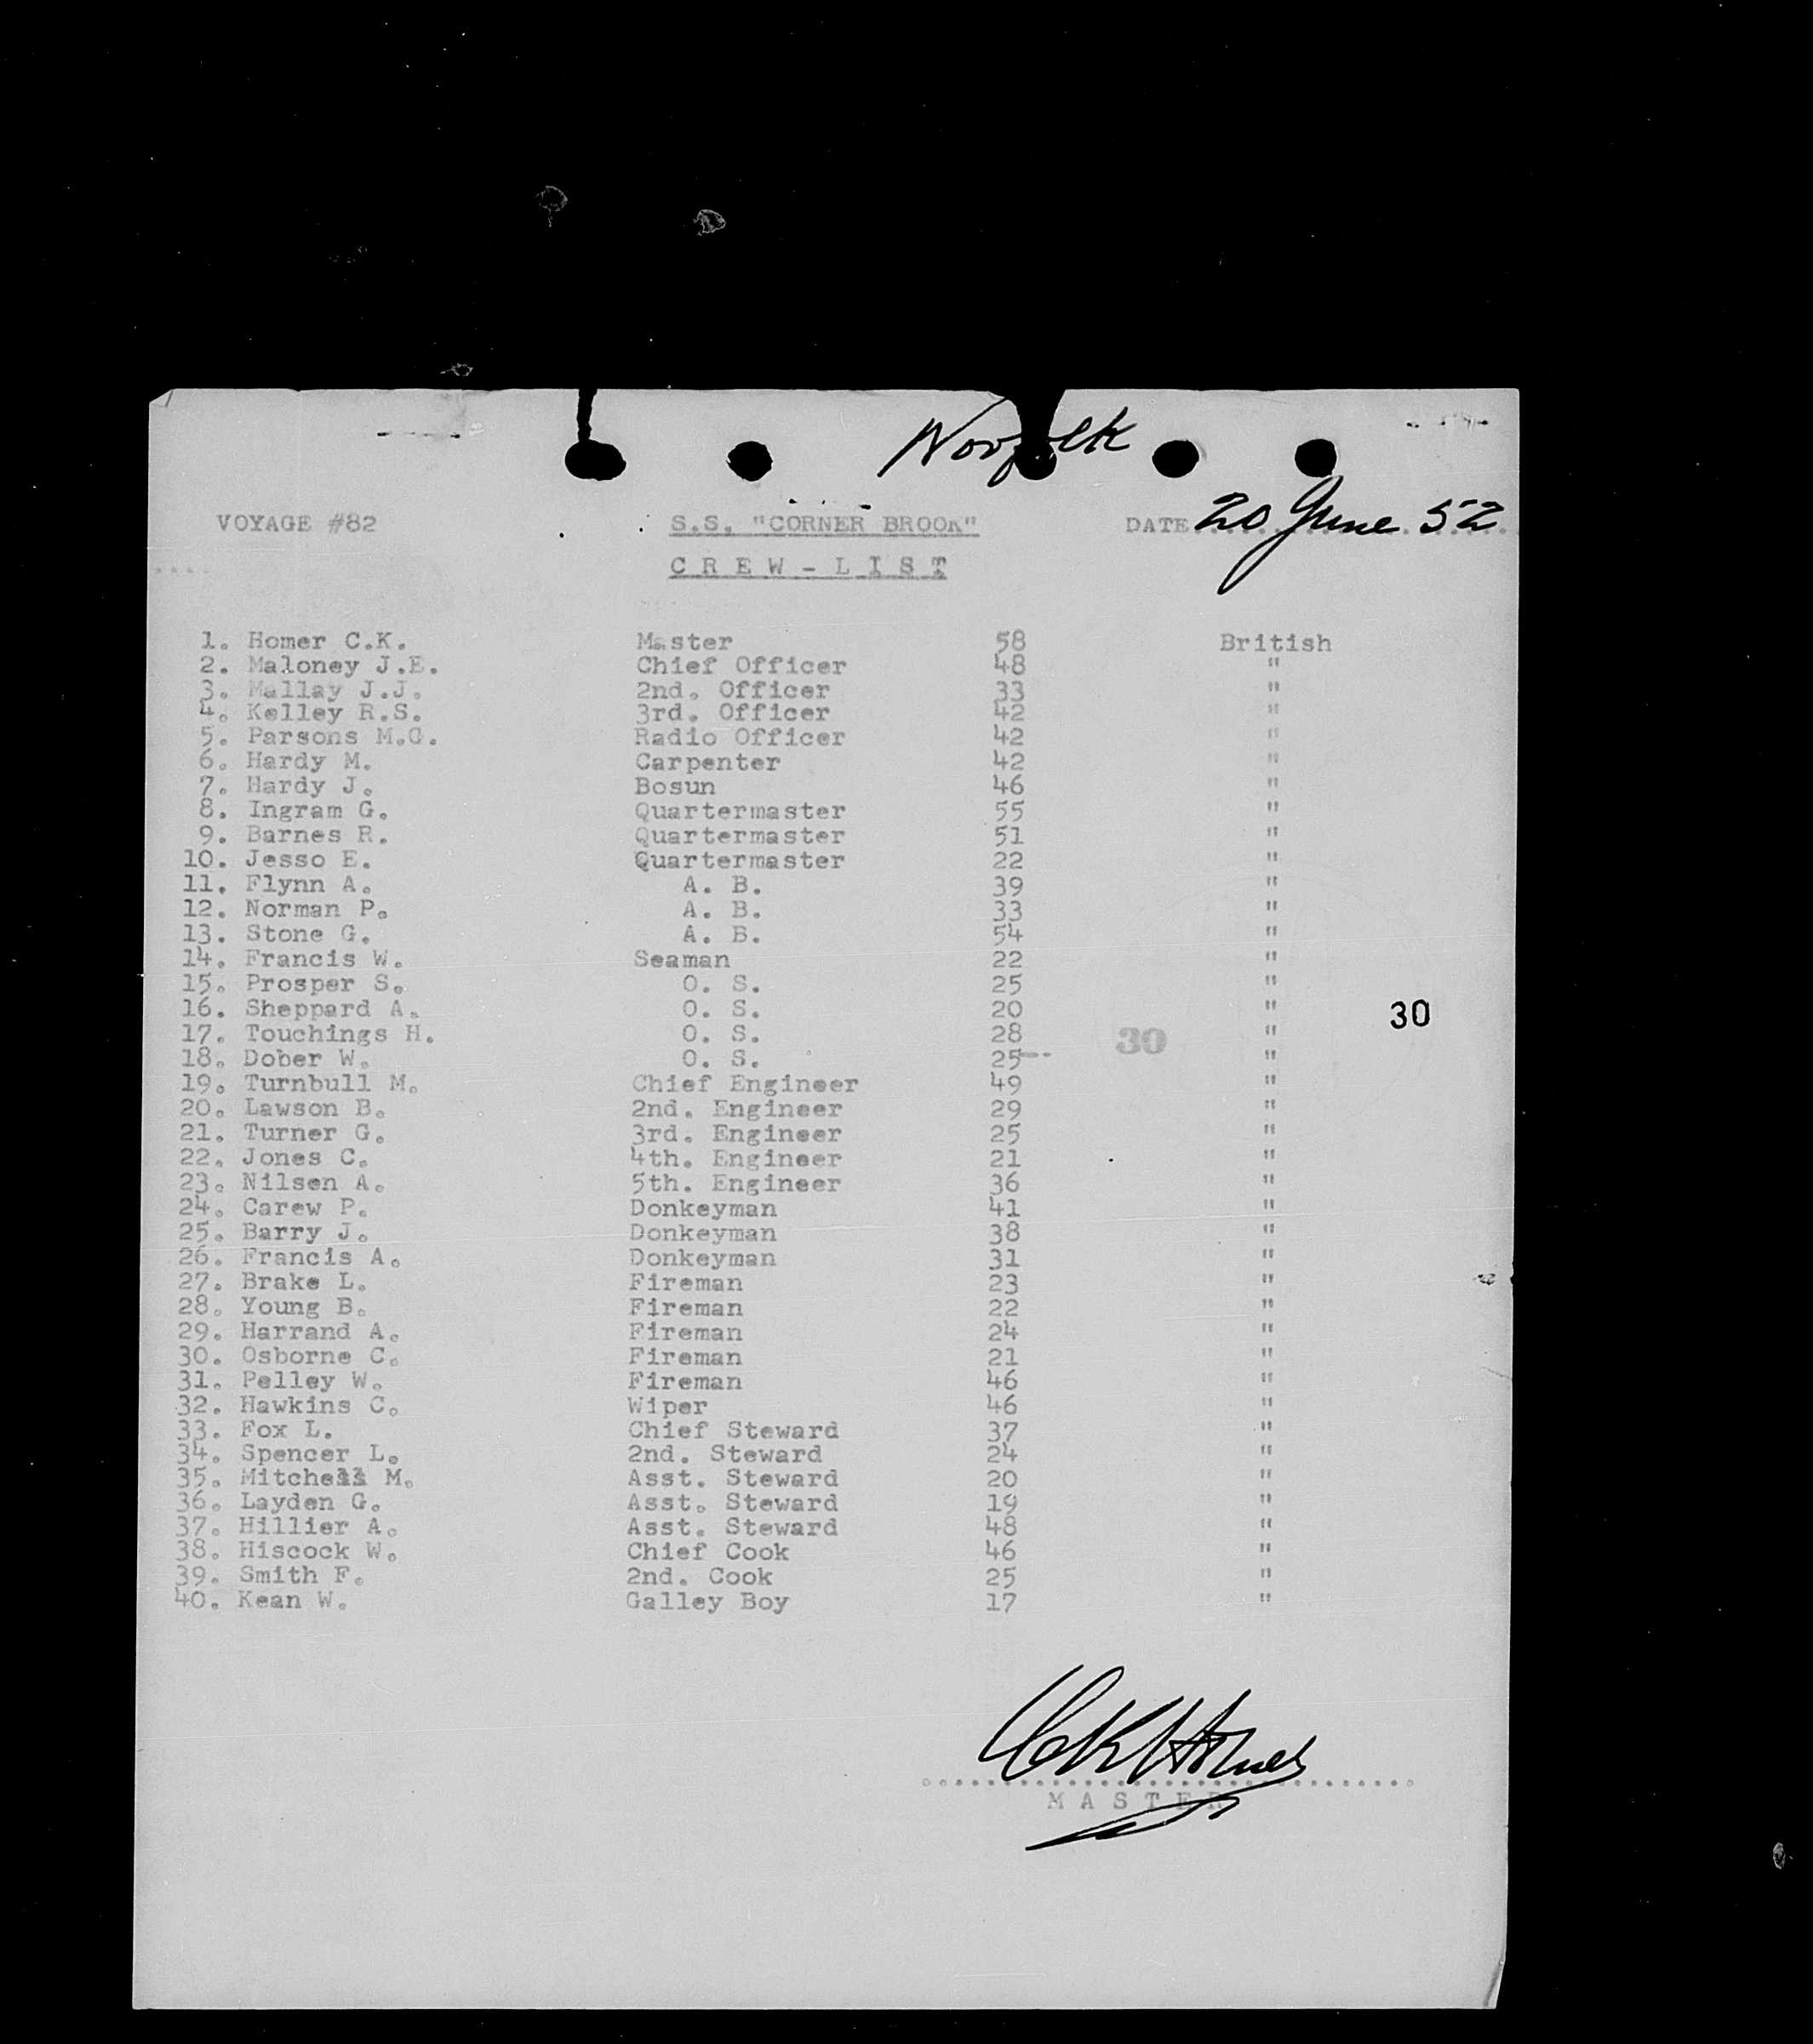 Norfolk
VOYAGE #82 S.S. "CORNER BROOK" DATE 20 June 52
CREW-LIST
1. Homer C.K. Master 58 British
2. Maloney J.E. Chief Officer 48 "
3. Mallay J.J. 2nd. Officer 33 "
4. Kelley R.S. 3rd. Officer 42 "
5. Parsons M.G. Radio Officer 42 "
6. Hardy M. Carpenter 42 "
7. Hardy J. Bosun 46 "
8. Ingram G. Quartermaster 55 "
9. Barnes R. Quartermaster 51 "
10. Jesso E. Quartermaster 22 "
11. Flynn A. A. B. 39 "
12. Norman P. A. B. 33 "
13. Stone G. A. B. 54 "
14. Francis W. Seaman 22 "
15. Prosper S. O. S. 25 "
16. Sheppard A. O. S. 20 " 30
17. Touchings H. O. S. 28 30 "
18. Dober W. O. S. 25 "
19. Turnbull M. Chief Engineer 49 "
20. Lawson B. 2nd. Engineer 29 "
21. Turner G. 3rd. Engineer 25 "
22. Jones C. 4th. Engineer 21 "
23. Nilsen A. 5th. Engineer 36 "
24. Carew P. Donkeyman 41 "
25. Barry J. Donkeyman 38 "
26. Francis A. Donkeyman 31 "
27. Brake L. Fireman 23 "
28. Young B. Fireman 22 "
29. Harrand A. Fireman 24 "
30. Osborne C. Fireman 21 "
31. Pelley W. Fireman 46 "
32. Hawkins C. Wiper 46 "
33. Fox L. Chief Steward 37 "
34. Spencer L. 2nd. Steward 24 "
35. Mitchell M. Asst. Steward 20 "
36. Layden G. Asst. Steward 19 "
37. Hillier A. Asst. Steward 48 "
38. Hiscock W. Chief Cook 46 "
39. Smith F. 2nd. Cook 25 "
40. Kean W. Galley Boy 17 "
CK Homer
MASTER